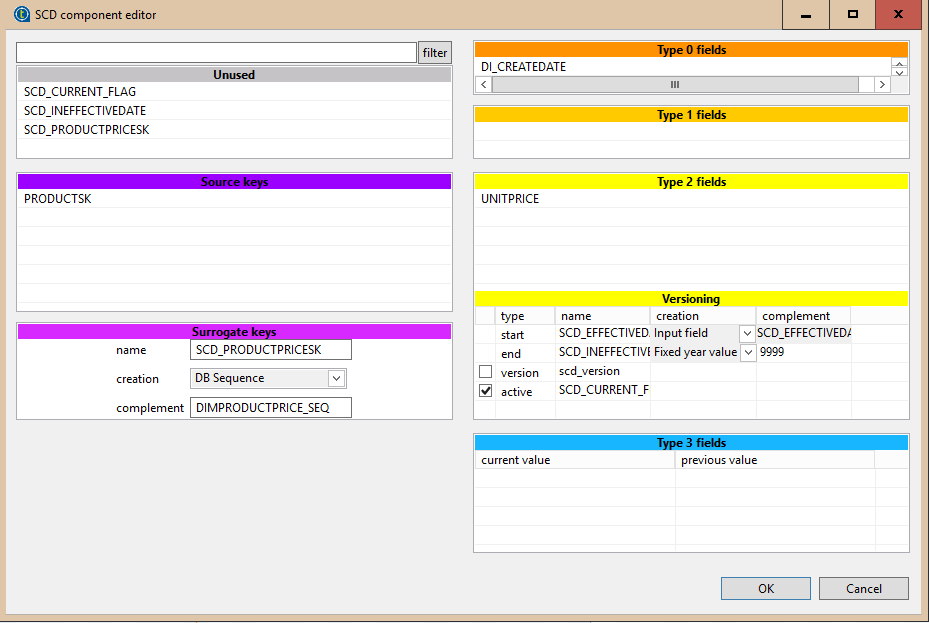 SCD component editor
filter
Unused
SCD_CURRENT_FLAG
SCD_INEFFECTIVEDATE
SCD_PRODUCTPRICESK
Source keys
PRODUCTSK
Surrogate keys
name SCD_PRODUCTPRICESK
creation DB Sequence
complement DIMPRODUCTPRICE_SEQ
Type 0 fields
DI_CREATEDATE
Type 1 fields
Type 2 fields
UNITPRICE
Versioning
type name creation complement
start SCD_EFFECTIVED Input field SCD_EFFECTIVEDA
end SCD_INEFFECTIVE Fixed year value 9999
version scd_version
active SCD_CURRENT_F
Type 3 fields
current value previous value
OK Cancel